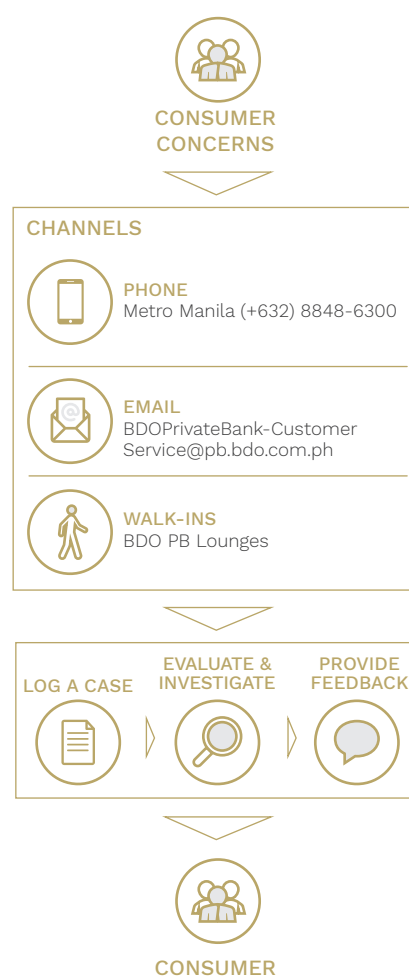 CONSUMER
CONCERNS
CHANNELS
PHONE
Metro Manila (+632) 8848-6300
EMAIL
BDOPrivateBank-Customer
Service@pb.bdo.com.ph
WALK-INS
BDO PB Lounges
LOG A CASE
EVALUATE &
INVESTIGATE
PROVIDE
FEEDBACK
CONSUMER